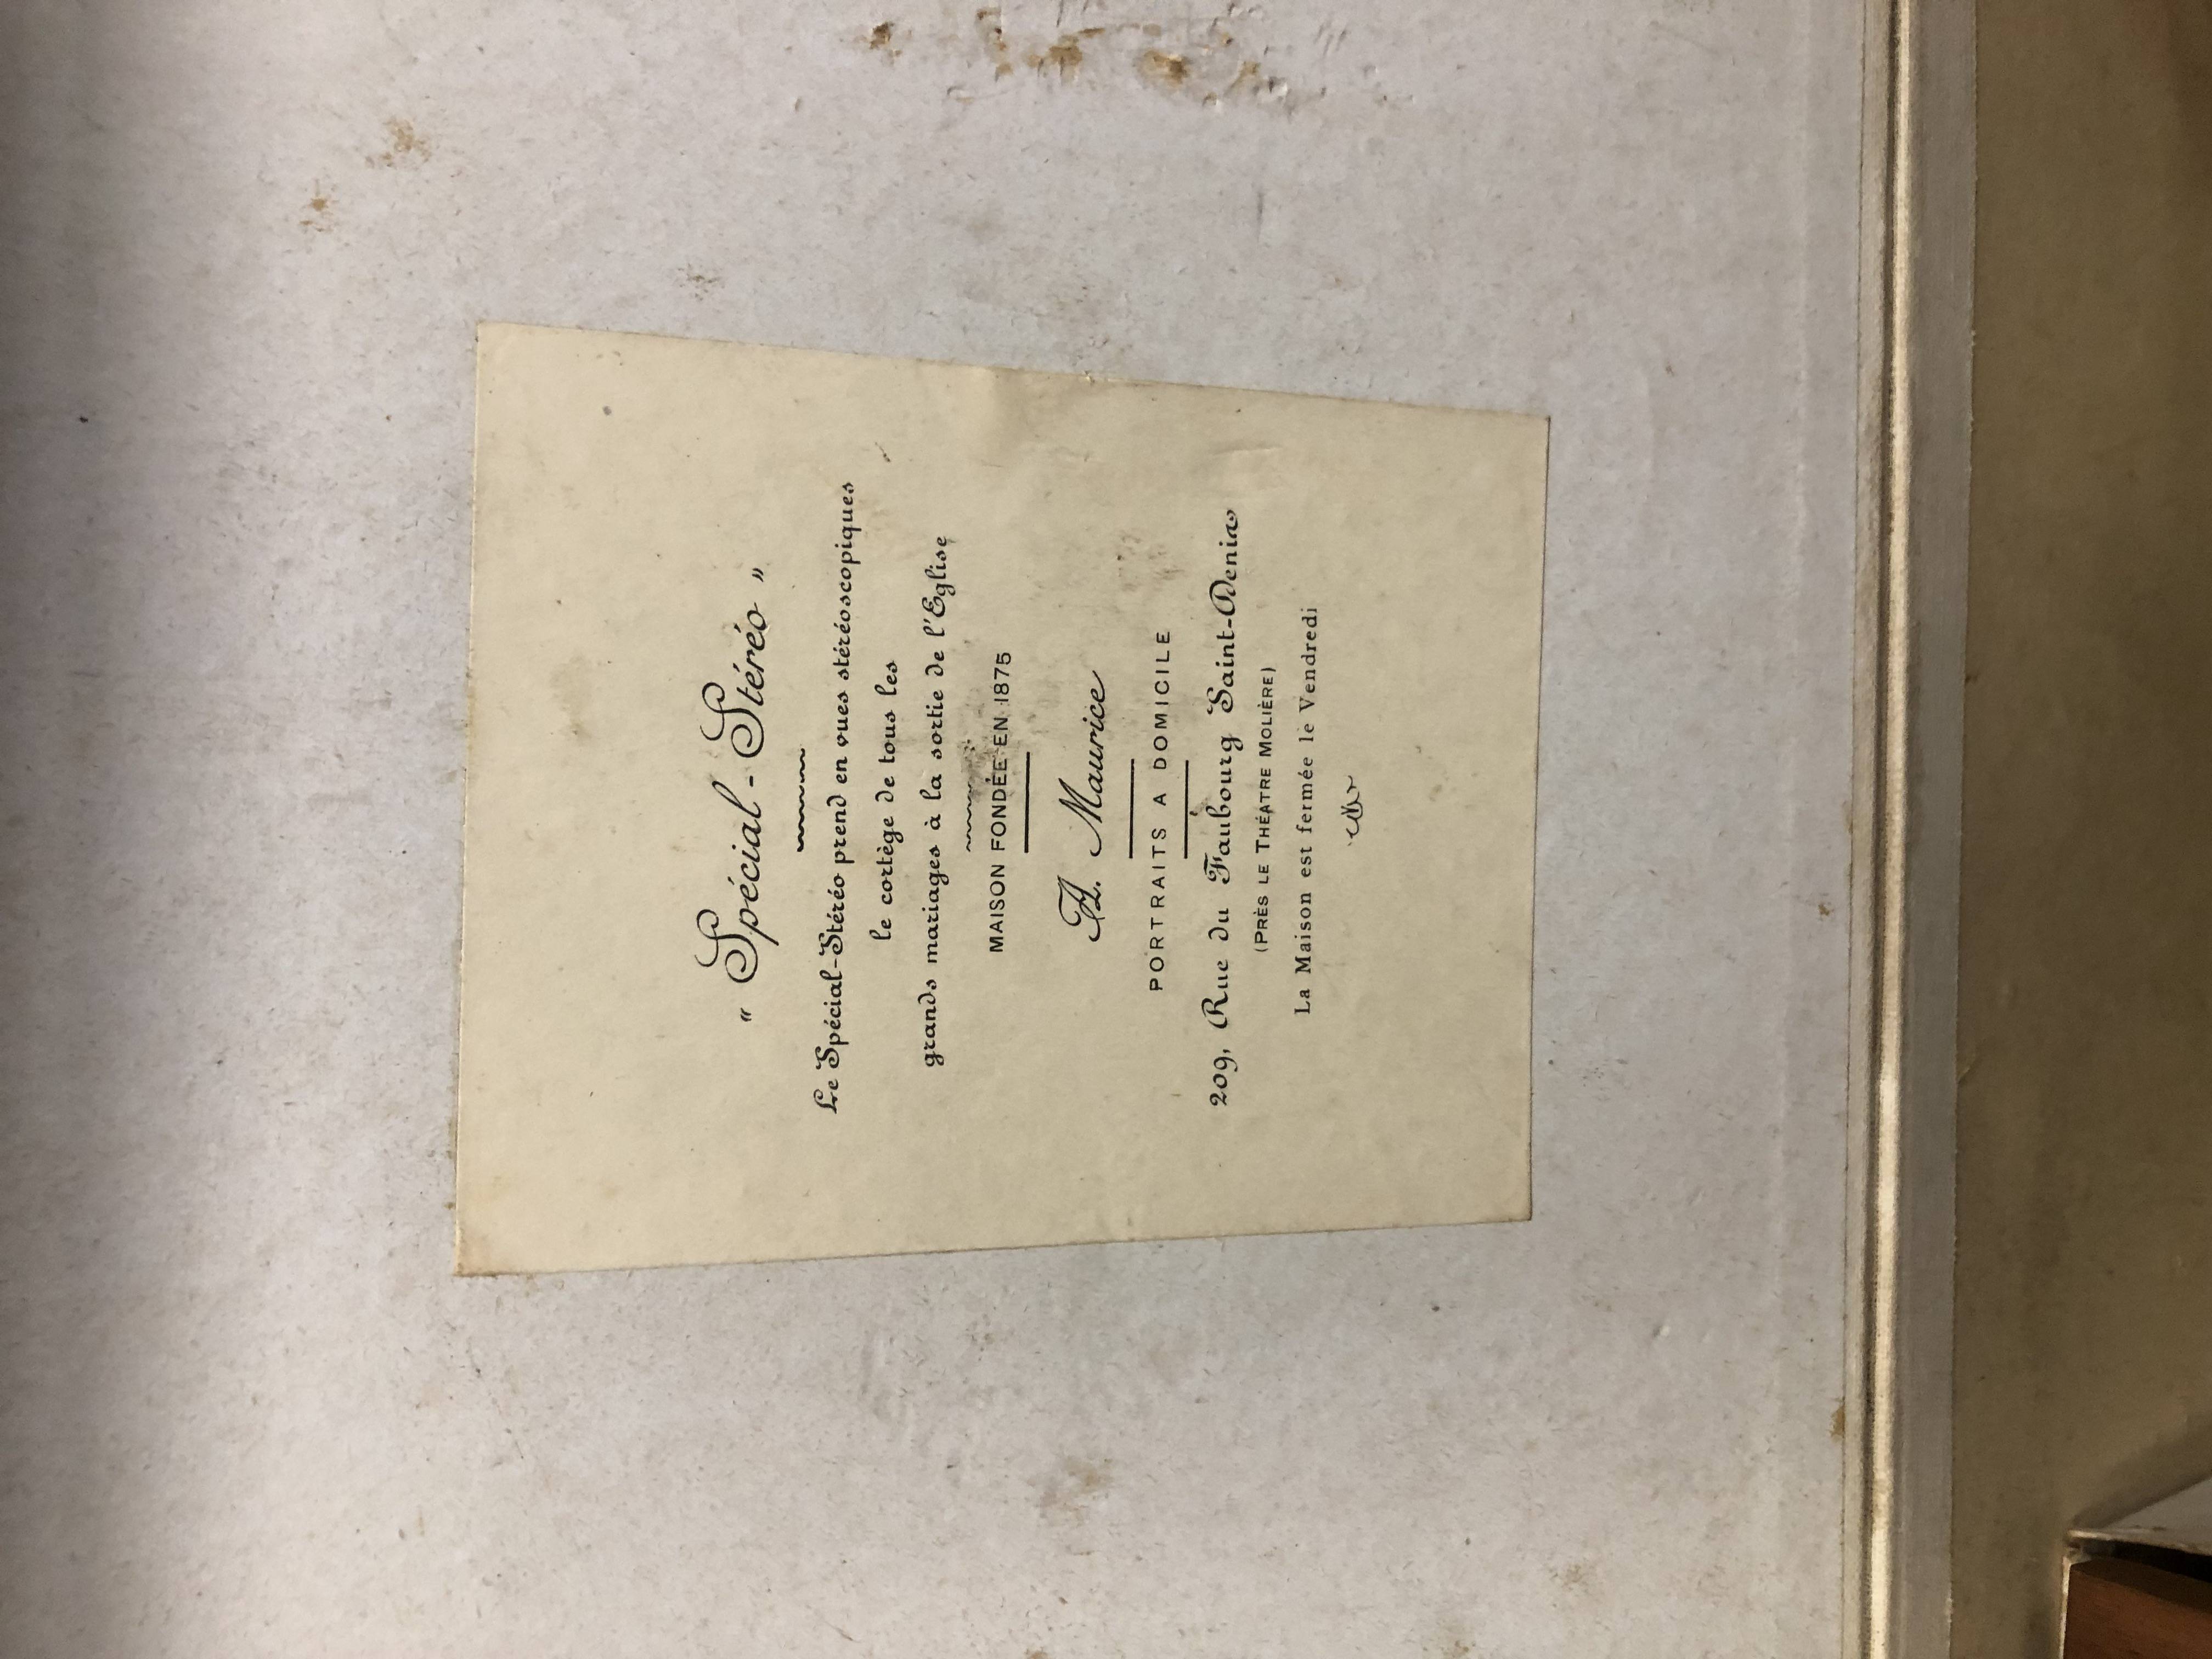 " Spécial-Stéréo "
Le Spécial-Stéréo prend en vues stéréoscopiques
le cortège de tous les
grands mariages à la sortie de l'Eglise
MAISON FONDÉE EN 1875
A. Maurice
PORTRAITS A DOMICILE
209, Rue du Faubourg Saint-Denis
(PRÈS LE THÉATRE MOLIÈRE)
La Maison est fermée le Vendredi